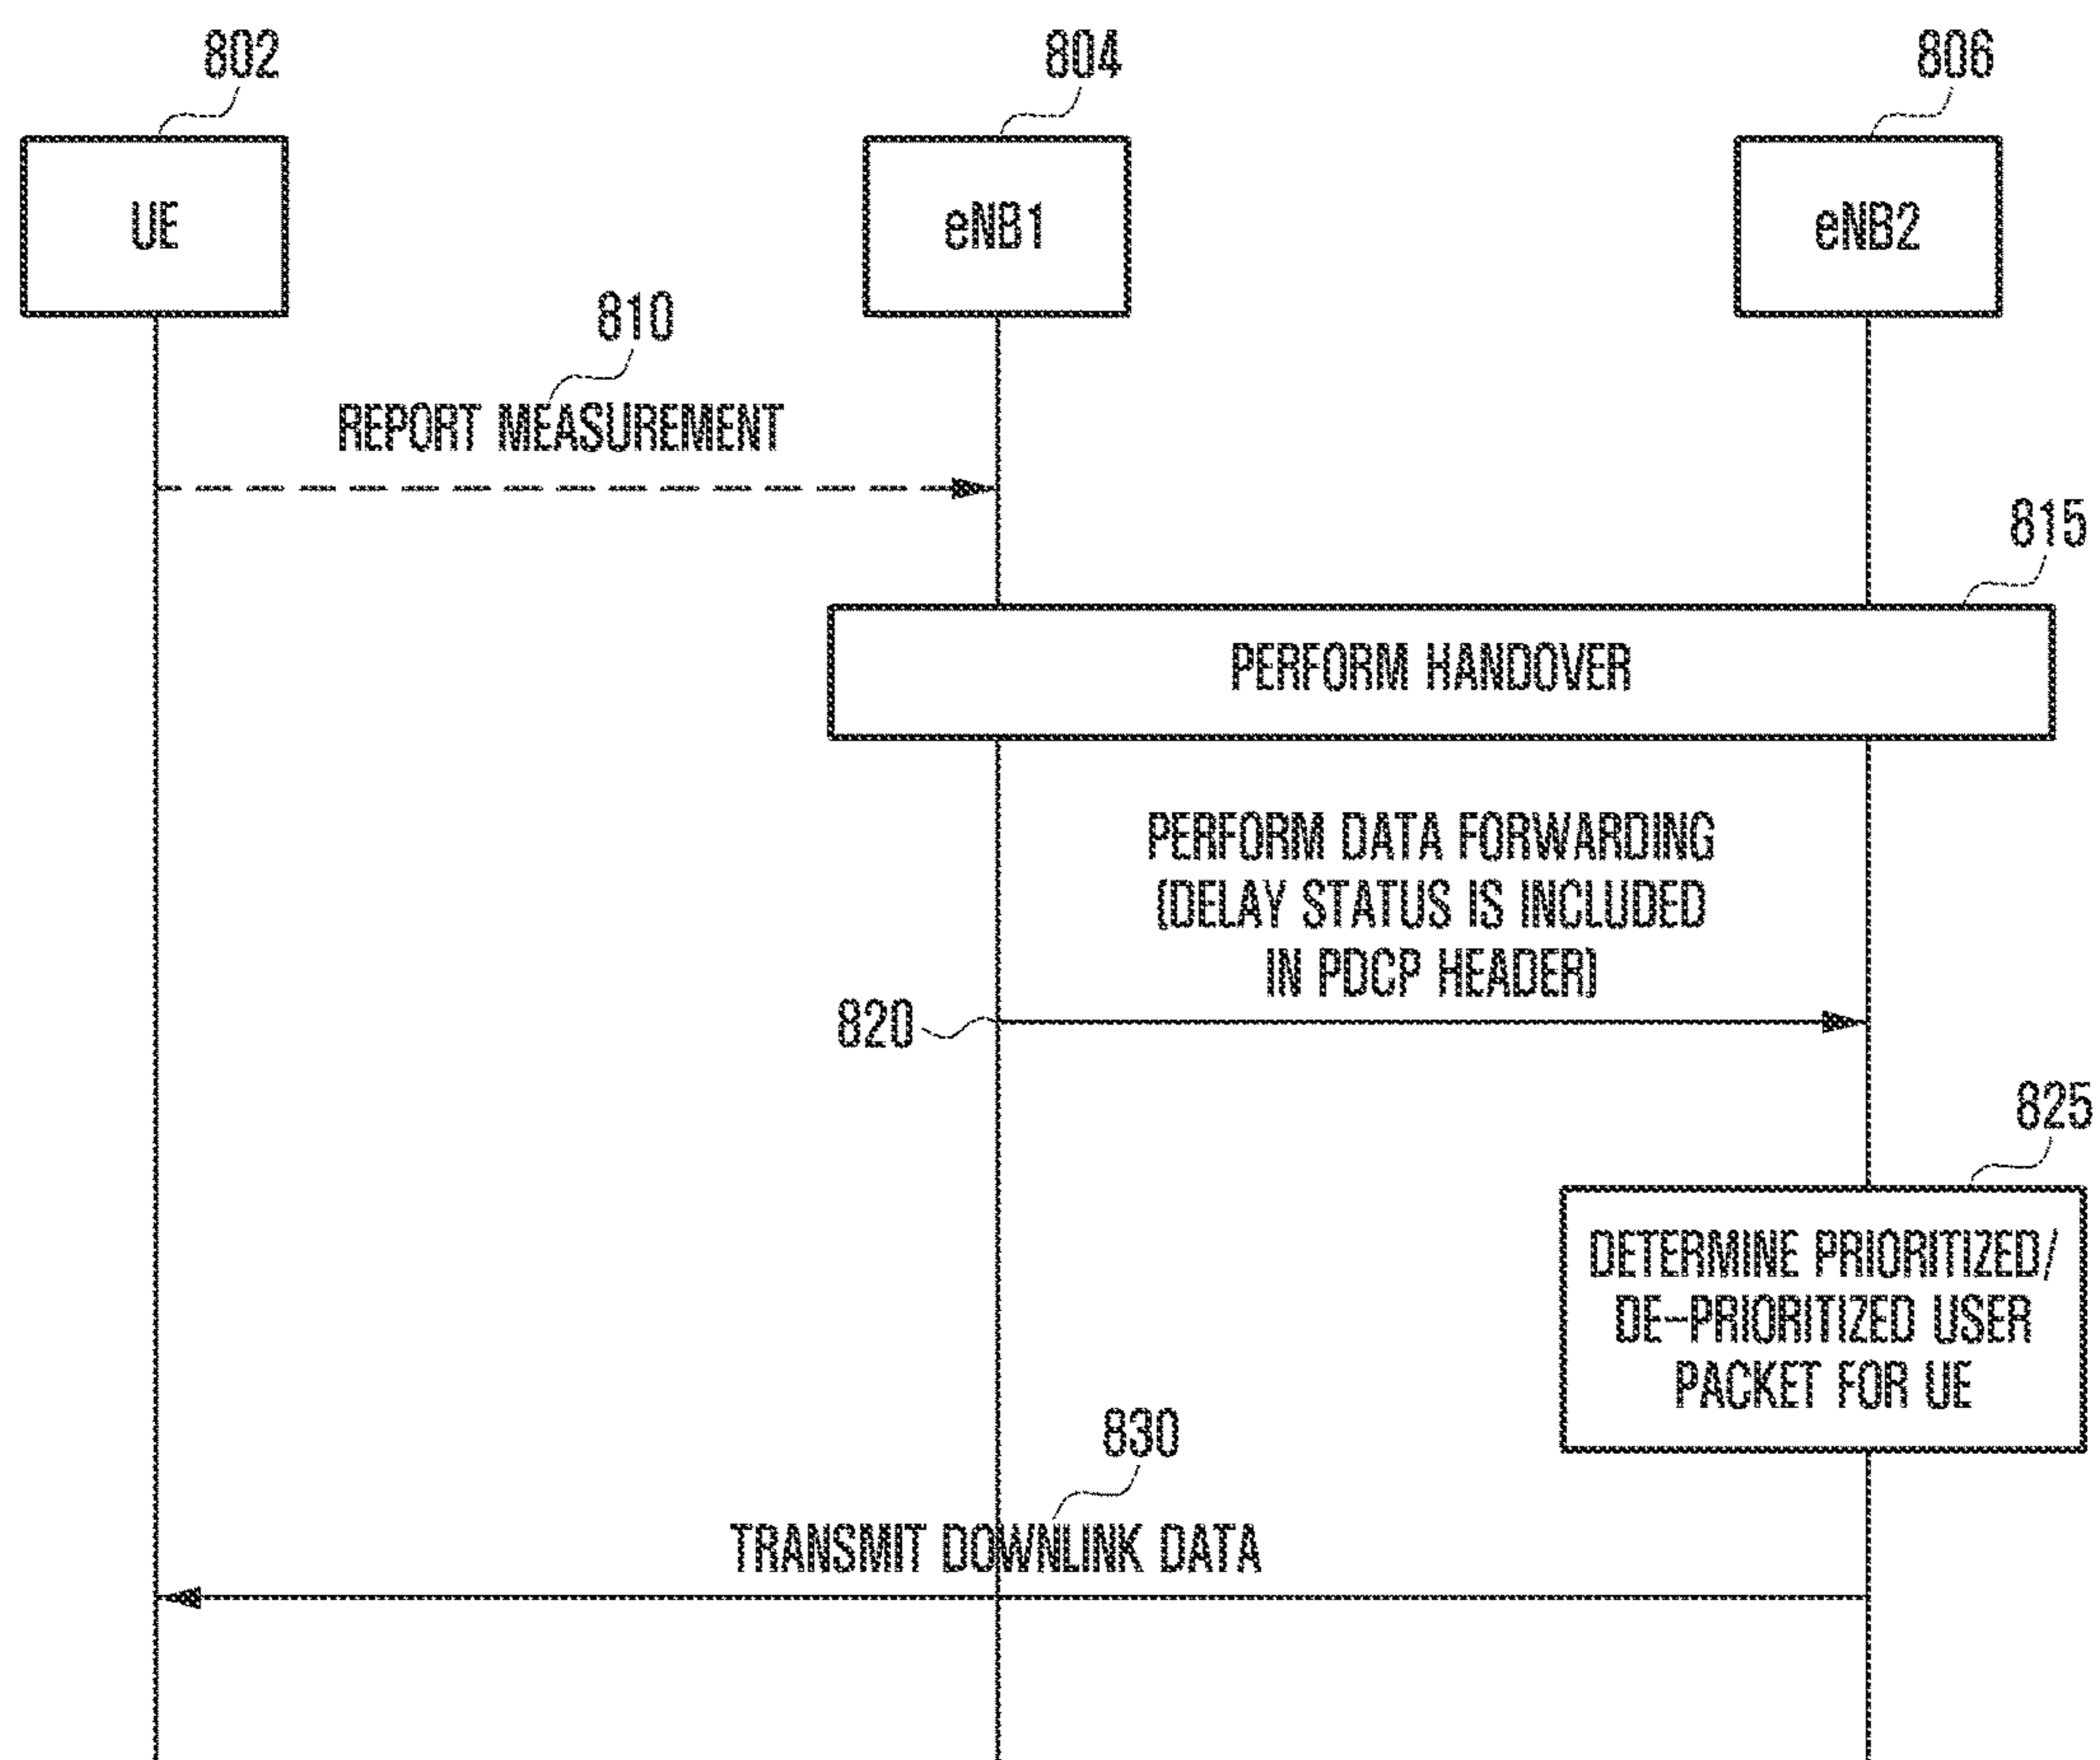 802
804
806
UE
eNB1
eNB2
810
REPORT MEASUREMENT
815
PERFORM HANDOVER
PERFORM DATA FORWARDING
(DELAY STATUS IS INCLUDED
IN PDCP HEADER)
820
825
DETERMINE PRIORITIZED/
DE-PRIORITIZED USER
PACKET FOR UE
830
TRANSMIT DOWNLINK DATA